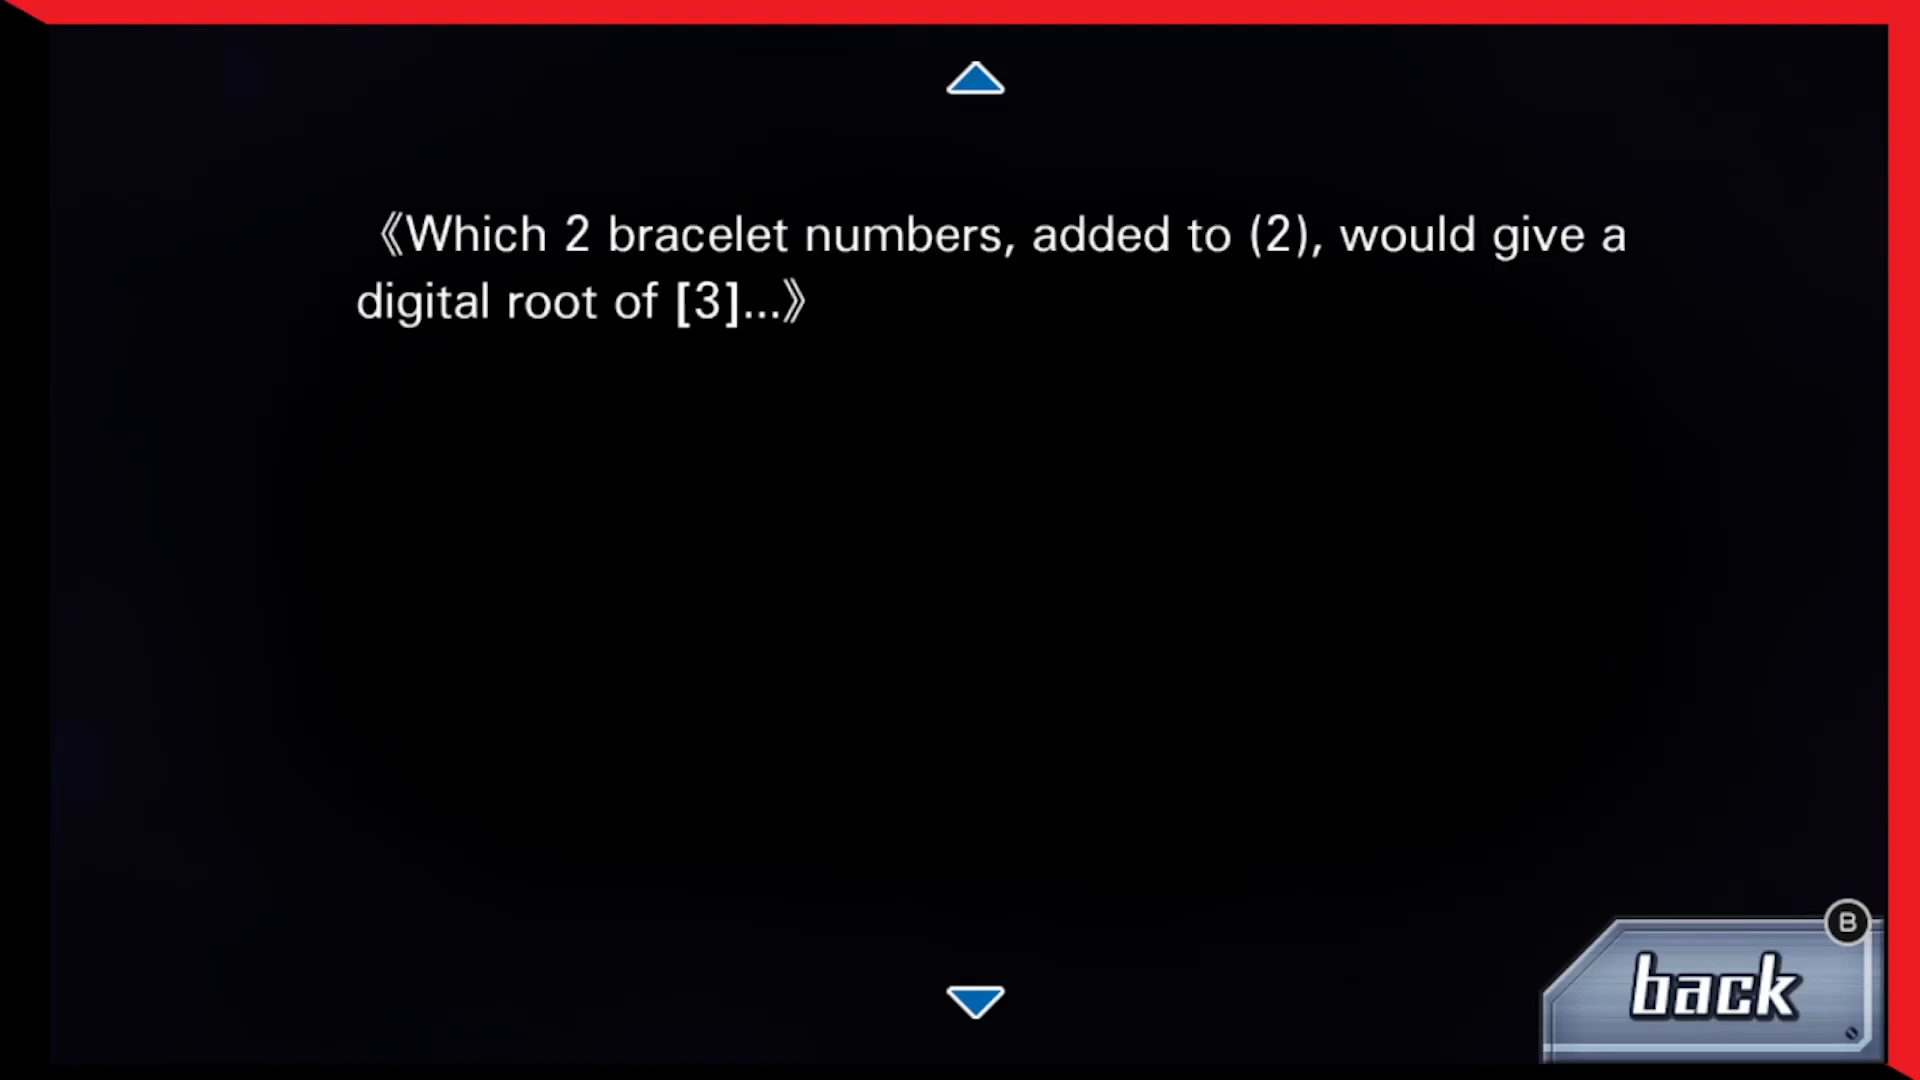 《Which 2 bracelet numbers, added to (2), would give a
digital root of [3]...》
B
back